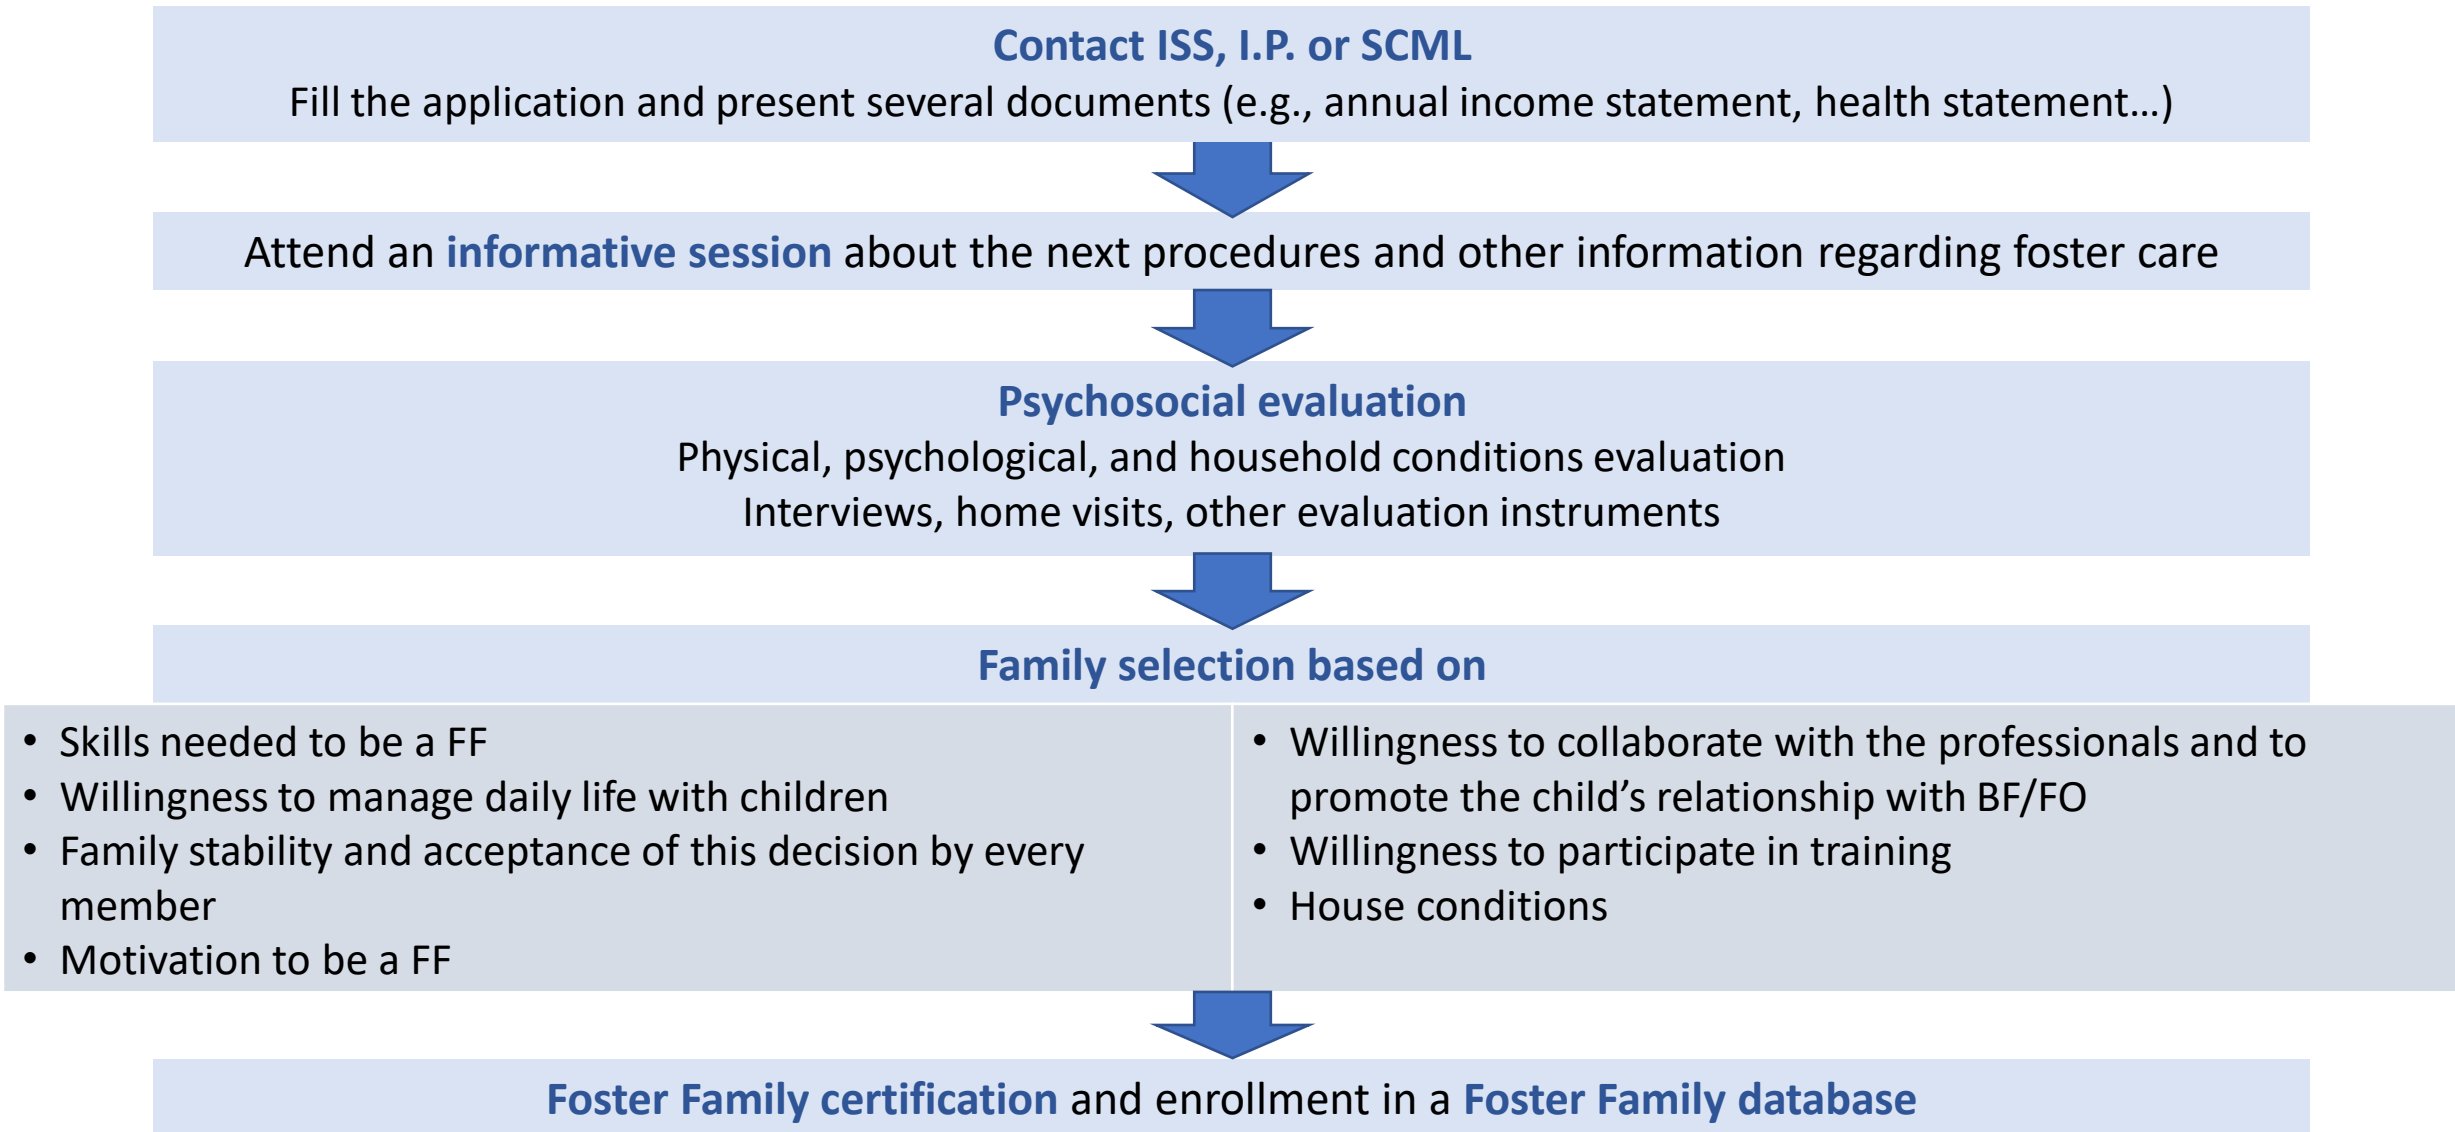 Contact ISS, I.P. or SCML
Fill the application and present several documents (e.g., annual income statement, health statement…)
Attend an informative session about the next procedures and other information regarding foster care
Psychosocial evaluation
Physical, psychological, and household conditions evaluation
Interviews, home visits, other evaluation instruments
Family selection based on
• Skills needed to be a FF
• Willingness to manage daily life with children
• Family stability and acceptance of this decision by every
member
• Motivation to be a FF
• Willingness to collaborate with the professionals and to
promote the child’s relationship with BF/FO
• Willingness to participate in training
• House conditions
Foster Family certification and enrollment in a Foster Family database